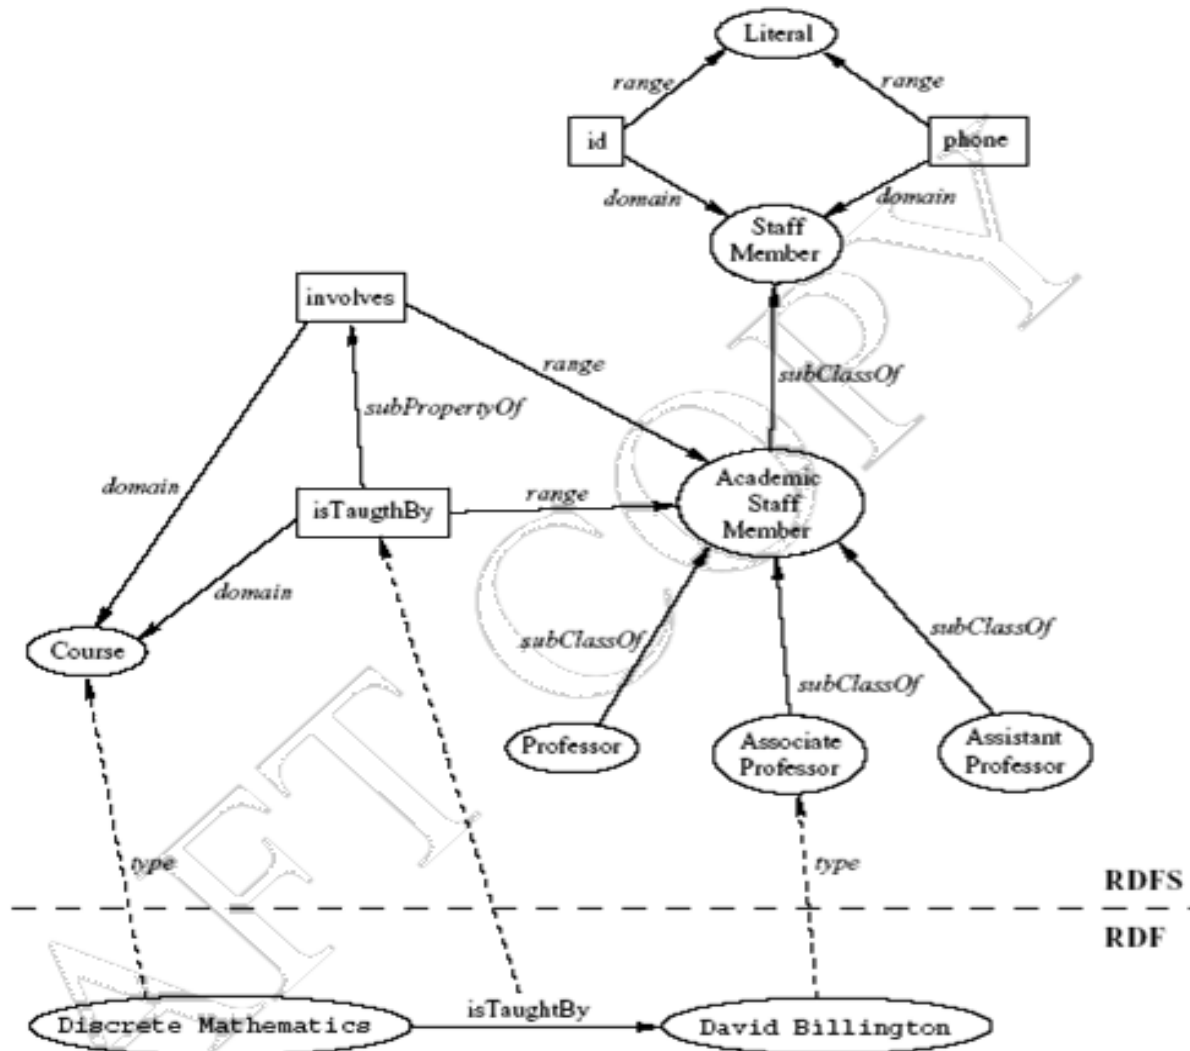 Literal
range
range
id
phone
domain
domain
Staff
Member
involves
range
subClassOf
subPropertyOf
domain
Academic
Staff
Member
range
isTaugthBy
domain
Course
subClassOf
subClassOf
subClassOf
Professor
Associate
Professor
Assistant
Professor
type
type
RDFS
RDF
isTaughtBy
Discrete Mathematics
David Billington
AFT COPY